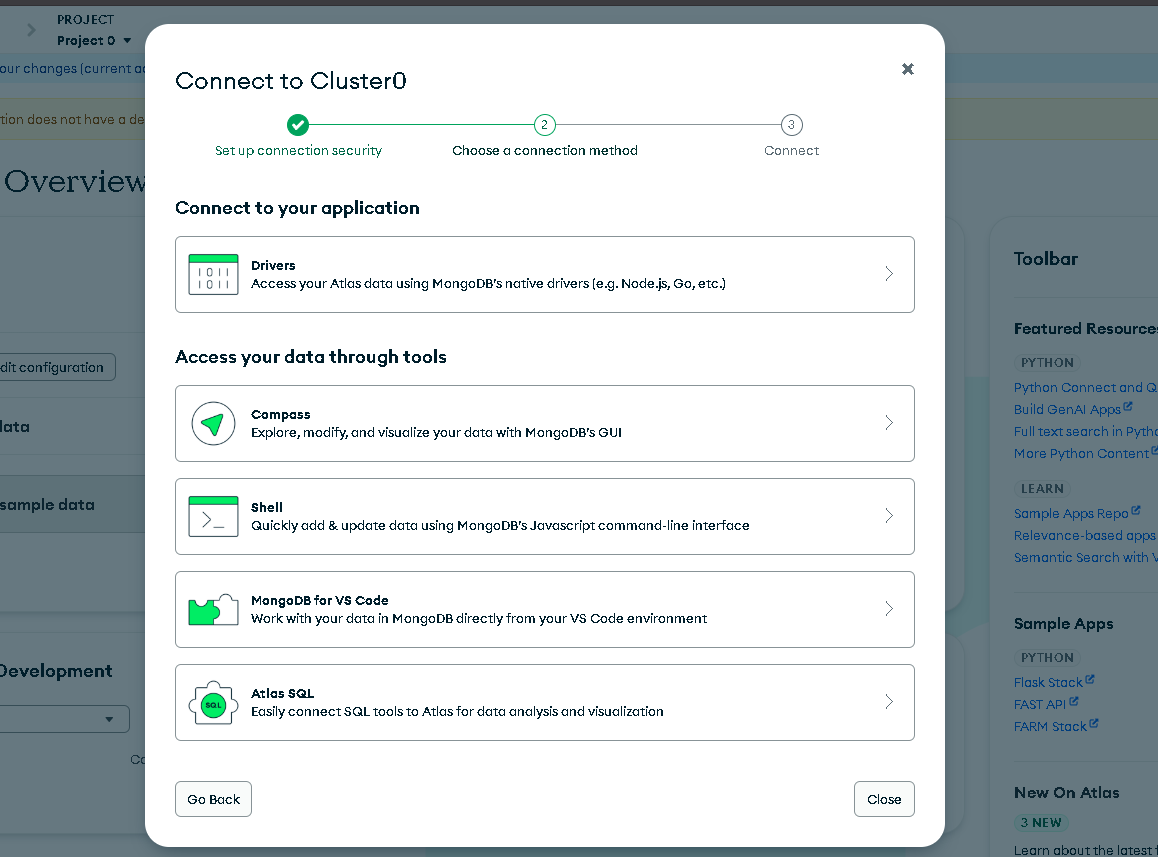 PROJECT
Project 0
our changes (current
tion does not have a de
Overview
dit configuration
data
sample data
Development
Connect to Cluster0
2
3
Set up connection security
Choose a connection method
Connect
Connect to your application
1011
1011
Drivers
Access your Atlas data using MongoDB's native drivers (e.g. Node.js, Go, etc.)
Access your data through tools
Compass
Explore, modify, and visualize your data with MongoDB's GUI
Shell
Quickly add & update data using MongoDB's Javascript command-line interface
MongoDB for VS Code
Work with your data in MongoDB directly from your VS Code environment
SQL
Atlas SQL
Easily connect SQL tools to Atlas for data analysis and visualization
Go Back
Close
Toolbar
Featured Resources
PYTHON
Python Connect and Q
Build GenAI Apps
Full text search in Pytho
More Python Content
LEARN
Sample Apps Repo
Relevance-based apps
Semantic Search with V
Sample Apps
PYTHON
Flask Stack
FAST API
FARM Stack
New On Atlas
3 NEW
Learn about the latest